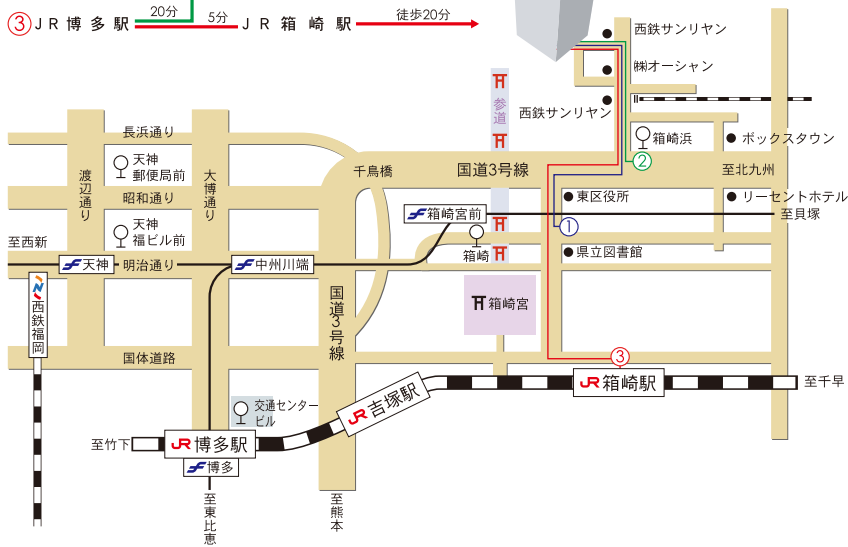 20分
③ JR博多駅 5分 JR箱崎駅 徒歩20分
西鉄サンリヤン
㈱オーシャン
西鉄サンリヤン
参道
長浜通り
箱崎浜
ボックスタウン
②
天神
郵便局前
千鳥橋
国道3号線
至北九州
渡辺通り
大博通り
昭和通り
東区役所
リーセントホテル
箱崎宮前
至貝塚
天神
福ビル前
①
至西新
天神
明治通り
中州川端
箱崎
県立図書館
西鉄福岡
国道3号線
箱崎宮
国体道路
③
JR箱崎駅
至千早
JR吉塚駅
交通センター
ビル
至竹下
JR博多駅
博多
至東比恵
至熊本